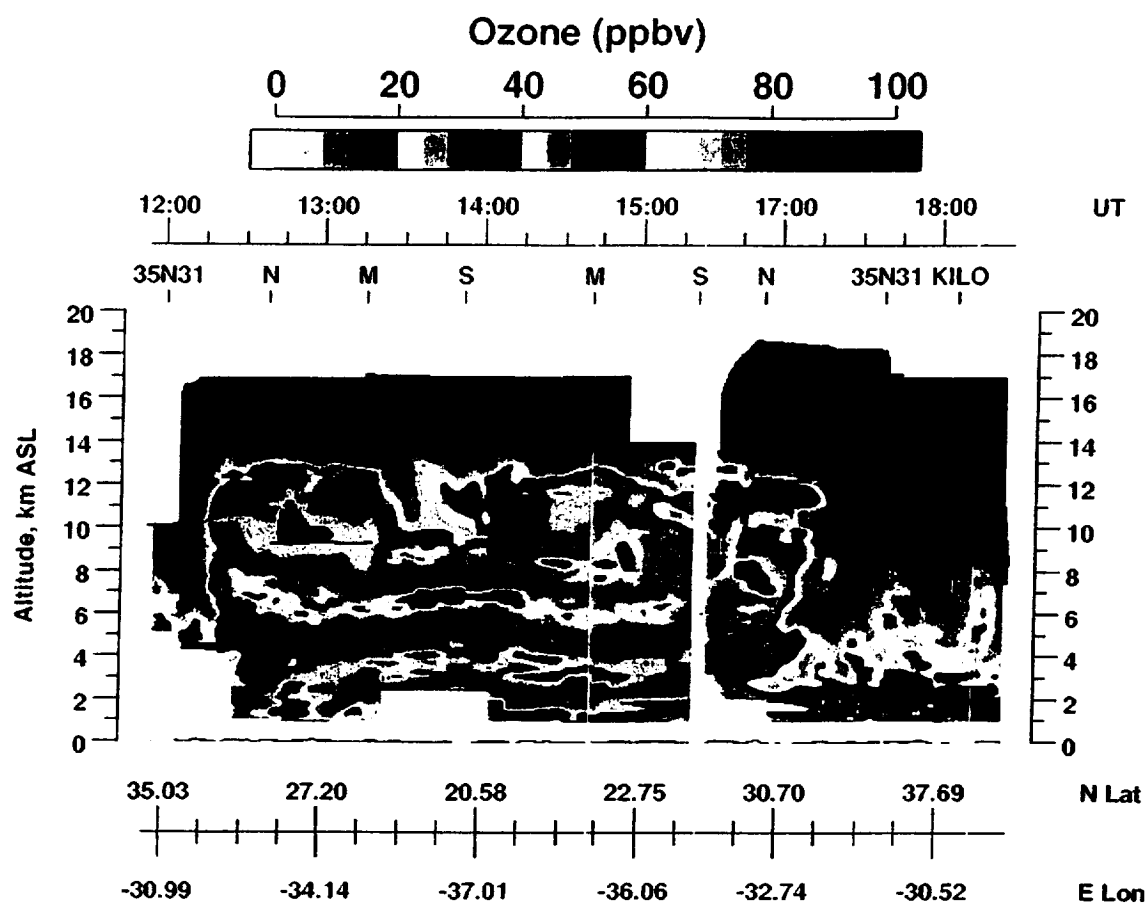 Ozone (ppbv)
0 20 40 60 80 100
12:00 13:00 14:00 15:00 17:00 18:00 UT
35N31 N M S M S N 35N31 KILO
20 20
18 18
16 16
14 14
12 12
10 10
8 8
6 6
4 4
2 2
0 0
Altitude, km ASL
35.03 27.20 20.58 22.75 30.70 37.69 N Lat
-30.99 -34.14 -37.01 -36.06 -32.74 -30.52 E Lon